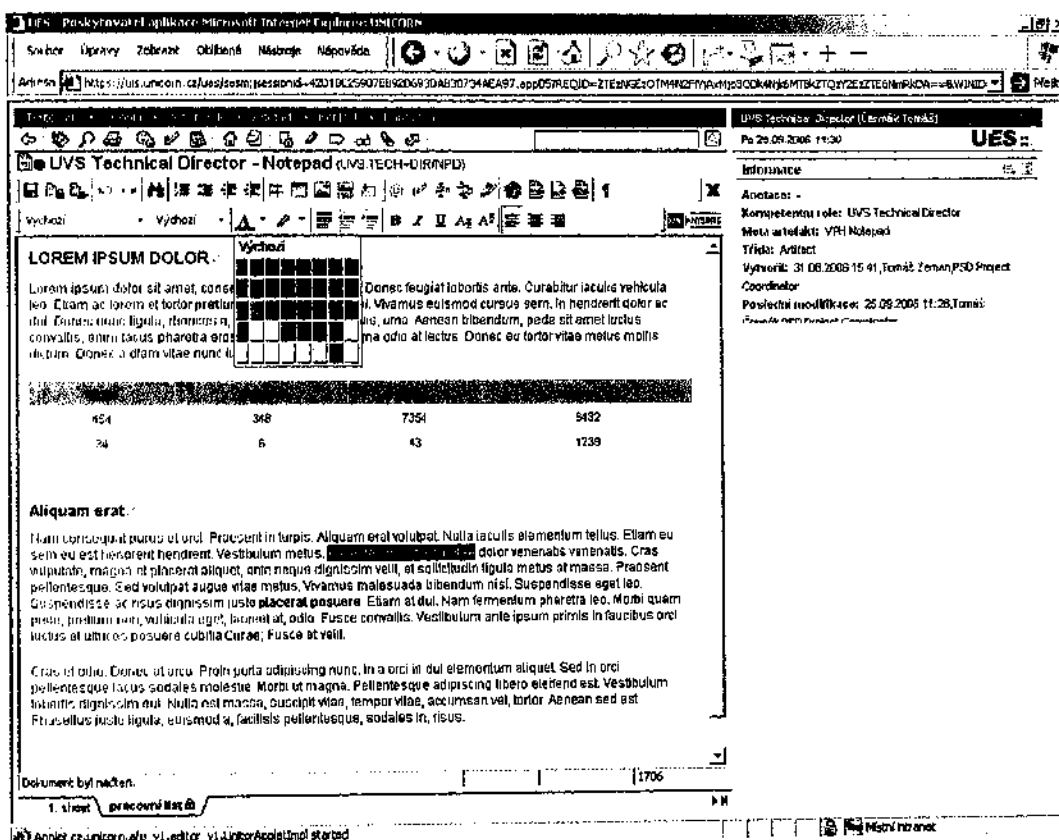 UES - Poskytovatel aplikace Microsoft Internet Explorer UNICORN
Soubor Úpravy Zobrazit Oblíbené Nástroje Nápověda
Adresa
UVS Technical Director (Čermák Tomáš)
Po 25.09.2006 11:30 UES
UVS Technical Director - Notepad (UVS.TECH-DIR/NPD)
Informace
Anotace: -
Kompetentní role: UVS Technical Director
Meta artefakt: VPH Notepad
Třída: Artifact
Vytvořil: 31.08.2006 15:41, Tomáš Zeman, PSD Project
Coordinator
Poslední modifikace: 25.09.2006 11:26, Tomáš
Výchozí Výchozí
Výchozí
LOREM IPSUM DOLOR
Lorem ipsum dolor sit amet, conse Donec feugiat lobortis ante. Curabitur iaculis vehicula
leo. Etiam ac lorem et tortor pretium Vivamus euismod cursus sem. In hendrerit dolor ac
dui. Donec nunc ligula, rhoncus a, urna. Aenean bibendum, pede sit amet luctus
convallis, enim lacus pharetra eros ma odio at lectus. Donec eu tortor vitae metus mollis
dictum. Donec a diam vitae nunc
454 348 7354 5432
34 6 43 1239
Aliquam erat
Nam consequat purus et orci. Praesent in turpis. Aliquam erat volutpat. Nulla iaculis elementum tellus. Etiam eu
sem eu est hendrerit hendrerit. Vestibulum metus, dolor venenatis venenatis. Cras
vulputate, magna ut placerat aliquet, ante neque dignissim velit, et sollicitudin ligula metus at massa. Praesent
pellentesque. Sed volutpat augue vitae metus. Vivamus malesuada bibendum nisl. Suspendisse eget leo.
Suspendisse ac risus dignissim justo placerat posuere. Etiam at dui. Nam fermentum pharetra leo. Morbi quam
pede, pretium non, vehicula eget, laoreet at, odio. Fusce convallis. Vestibulum ante ipsum primis in faucibus orci
luctus et ultrices posuere cubilia Curae; Fusce at velit.
Cras et odio. Donec at arcu. Proin porta adipiscing nunc. In a orci in dui elementum aliquet. Sed in orci
pellentesque lacus sodales molestie. Morbi ut magna. Pellentesque adipiscing libero eleifend est. Vestibulum
lobortis dignissim dui. Nulla est massa, suscipit vitae, tempor vitae, accumsan vel, tortor. Aenean sed est.
Phasellus justo ligula, euismod a, facilisis pellentesque, sodales in, risus.
Dokument byl načten. 1706
1. sheet pracovní list
started Místní intranet